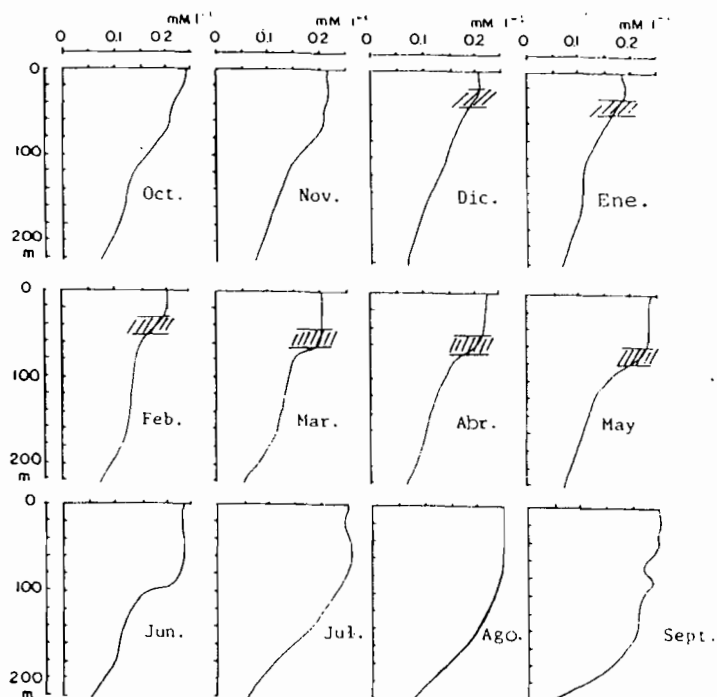 mM l⁻¹ mM l⁻¹ mM l⁻¹ mM l⁻¹
0 0.1 0.2 0 0.1 0.2 0 0.1 0.2 0 0.1 0.2
0
100
200
m
Oct. Nov. Dic. Ene.
0
100
200
m
Feb. Mar. Abr. May
0
100
200
m
Jun. Jul. Ago. Sept.